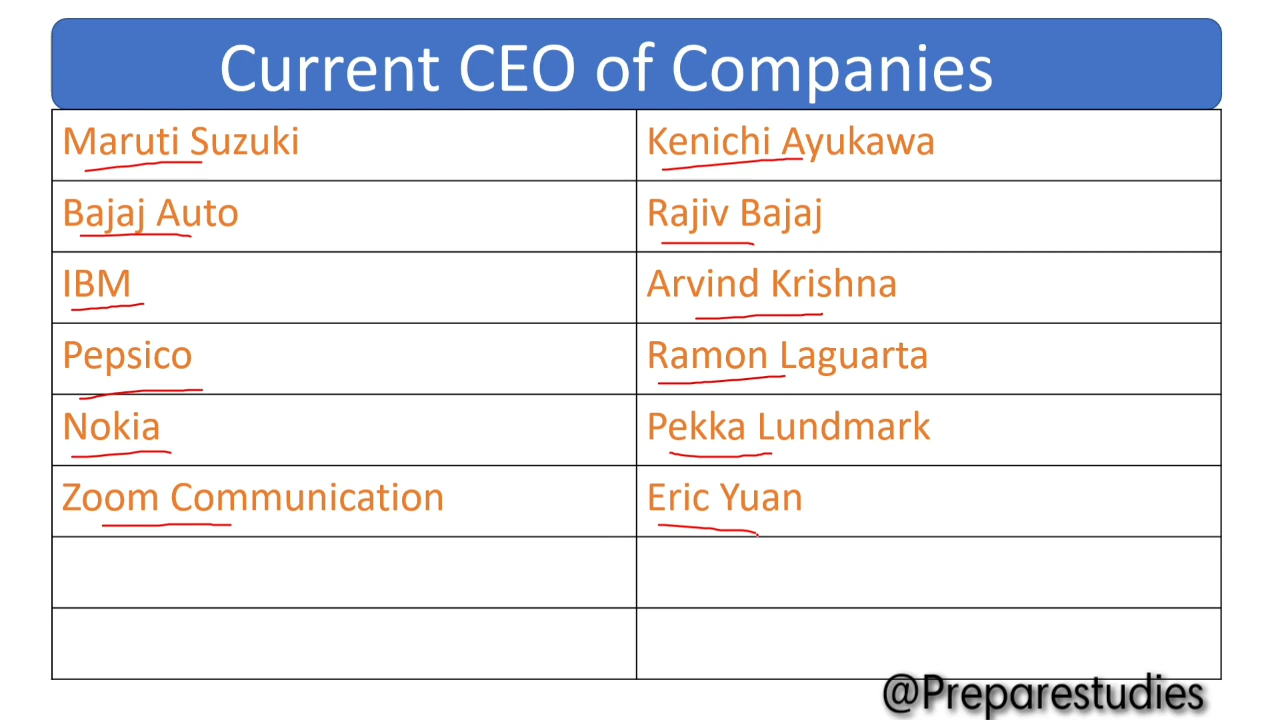 Current CEO of Companies
Maruti Suzuki Kenichi Ayukawa
Bajaj Auto Rajiv Bajaj
IBM Arvind Krishna
Pepsico Ramon Laguarta
Nokia Pekka Lundmark
Zoom Communication Eric Yuan
@Preparestudies